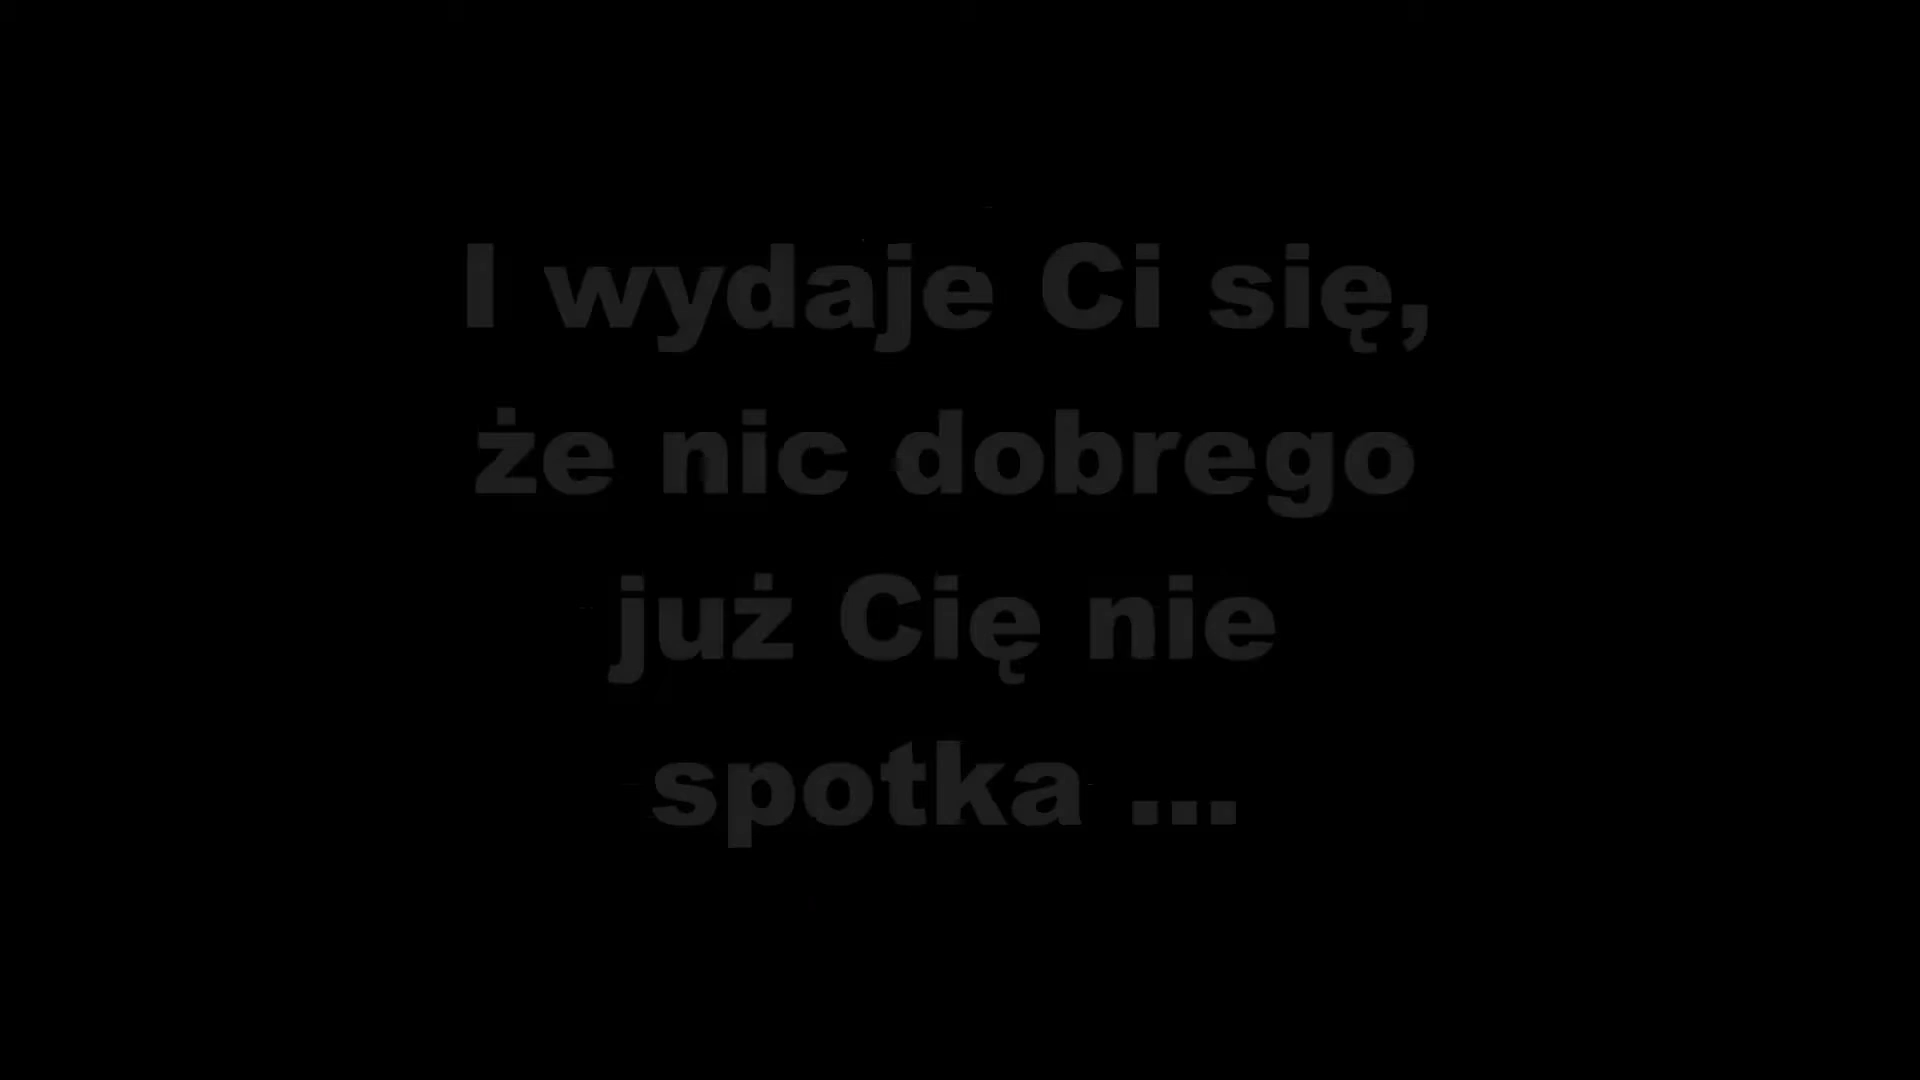 I wydaje Ci się,
że nic dobrego
już Cię nie
spotka ...